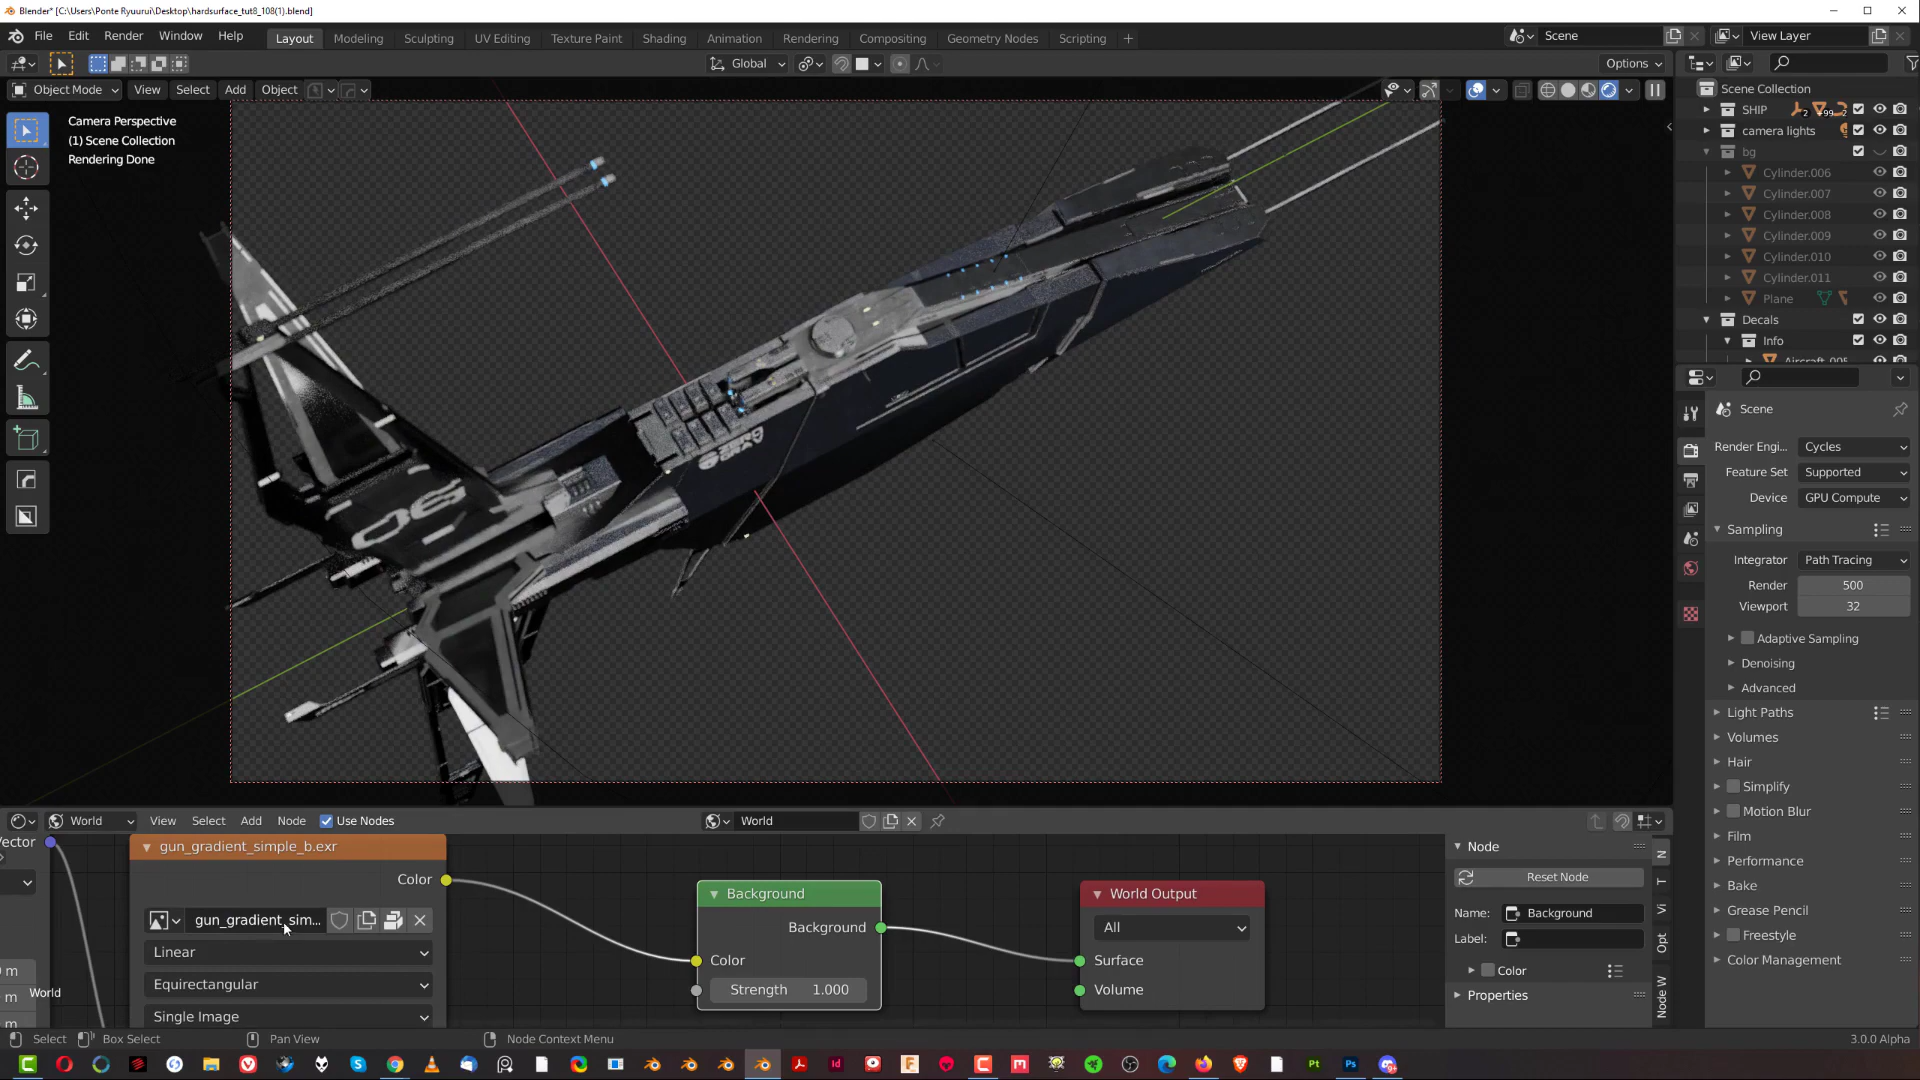 Blender* [C:\Users\Ponte Ryuurui\Desktop\hardsurface_tut8_108(1).blend]
File Edit Render Window Help Layout Modeling Sculpting UV Editing Texture Paint Shading Animation Rendering Compositing Geometry Nodes Scripting + Scene View Layer
Global Options
Object Mode View Select Add Object
Camera Perspective
(1) Scene Collection
Rendering Done
Scene Collection
SHIP 2 +99 2
camera lights
bg
Cylinder.006
Cylinder.007
Cylinder.008
Cylinder.009
Cylinder.010
Cylinder.011
Plane
Decals
Info
Scene
Render Engi... Cycles
Feature Set Supported
Device GPU Compute
Sampling
Integrator Path Tracing
Render 500
Viewport 32
Adaptive Sampling
Denoising
Advanced
Light Paths
Volumes
Hair
Simplify
Motion Blur
Film
Performance
Bake
Grease Pencil
Freestyle
Color Management
World View Select Add Node Use Nodes World
gun_gradient_simple_b.exr
Color
gun_gradient_sim...
Linear
Equirectangular
Single Image
World
Background
Background
Color
Strength 1.000
World Output
All
Surface
Volume
Node
Reset Node
Name: Background
Label:
Color
Properties
N
T
Vi
Opt
Node W
Select Box Select Pan View Node Context Menu 3.0.0 Alpha